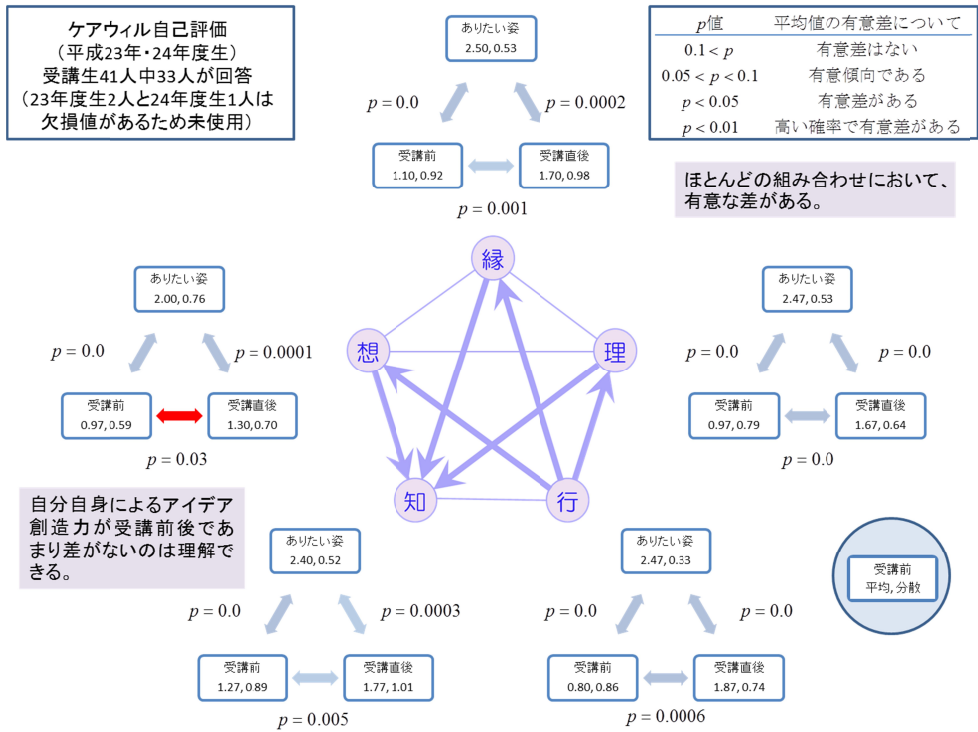 ケアウィル自己評価
（平成23年・24年度生）
受講生41人中33人が回答
（23年度生2人と24年度生1人は
欠損値があるため未使用）
ありたい姿
2.50, 0.53
p = 0.0
p = 0.0002
受講前
1.10, 0.92
受講直後
1.70, 0.98
p = 0.001
p値 平均値の有意差について
0.1 < p 有意差はない
0.05 < p < 0.1 有意傾向である
p < 0.05 有意差がある
p < 0.01 高い確率で有意差がある
ほとんどの組み合わせにおいて、
有意な差がある。
ありたい姿
2.00, 0.76
p = 0.0
p = 0.0001
受講前
0.97, 0.59
受講直後
1.30, 0.70
p = 0.03
縁
想
理
知
行
ありたい姿
2.47, 0.53
p = 0.0
p = 0.0
受講前
0.97, 0.79
受講直後
1.67, 0.64
p = 0.0
自分自身によるアイデア
創造力が受講前後であ
まり差がないのは理解で
きる。
ありたい姿
2.40, 0.52
p = 0.0
p = 0.0003
受講前
1.27, 0.89
受講直後
1.77, 1.01
p = 0.005
ありたい姿
2.47, 0.33
p = 0.0
p = 0.0
受講前
0.80, 0.86
受講直後
1.87, 0.74
p = 0.0006
受講前
平均, 分散